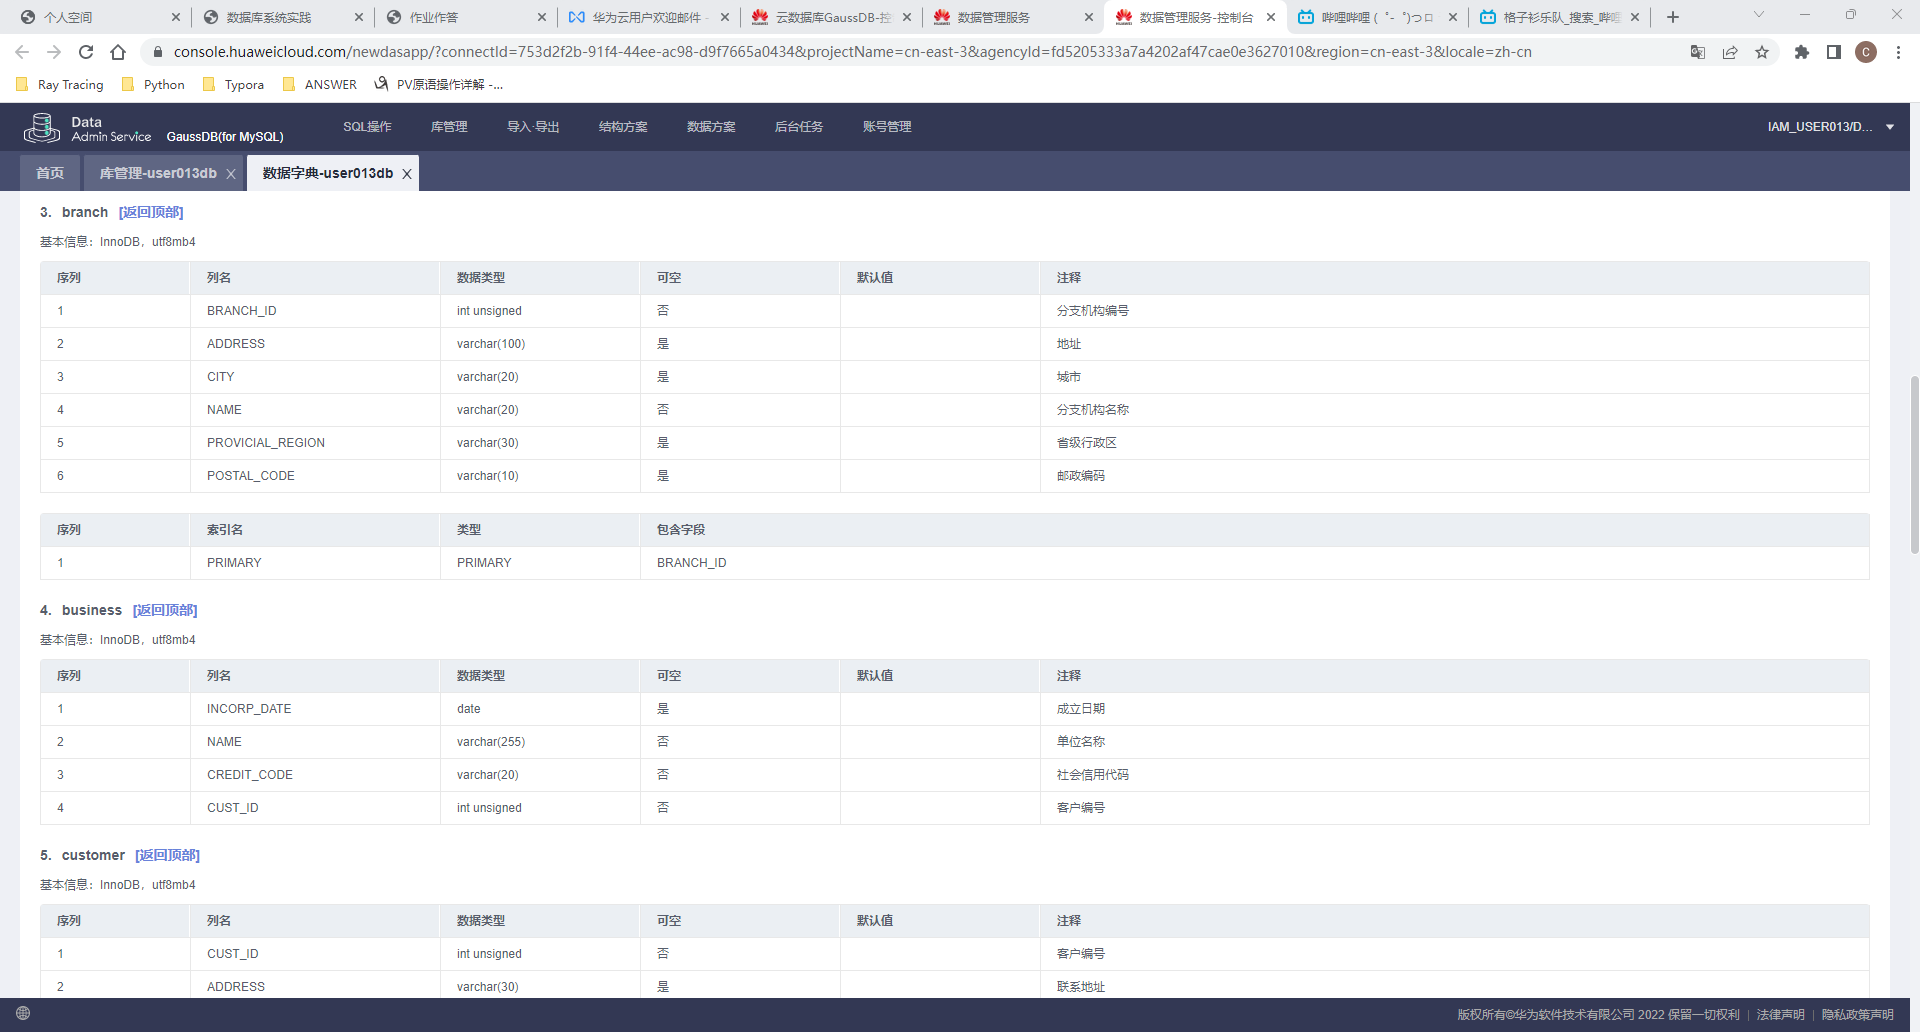 个人空间
数据库系统实践
作业作答
华为云用户欢迎邮件 -
云数据库GaussDB-控
数据管理服务
数据管理服务-控制台
哔哩哔哩 (゜-゜)つロ
格子衫乐队_搜索_哔哩
console.huaweicloud.com/newdasapp/?connectId=753d2f2b-91f4-44ee-ac98-d9f7665a0434&projectName=cn-east-3&agencyId=fd5205333a7a4202af47cae0e3627010&region=cn-east-3&locale=zh-cn
C
Ray Tracing Python Typora ANSWER PV原语操作详解 -...
Data
Admin Service GaussDB(for MySQL) SQL操作 库管理 导入·导出 结构方案 数据方案 后台任务 账号管理 IAM_USER013/D...
首页 库管理-user013db 数据字典-user013db
3. branch [返回顶部]
基本信息：InnoDB，utf8mb4
序列 列名 数据类型 可空 默认值 注释
1 BRANCH_ID int unsigned 否 分支机构编号
2 ADDRESS varchar(100) 是 地址
3 CITY varchar(20) 是 城市
4 NAME varchar(20) 否 分支机构名称
5 PROVICIAL_REGION varchar(30) 是 省级行政区
6 POSTAL_CODE varchar(10) 是 邮政编码
序列 索引名 类型 包含字段
1 PRIMARY PRIMARY BRANCH_ID
4. business [返回顶部]
基本信息：InnoDB，utf8mb4
序列 列名 数据类型 可空 默认值 注释
1 INCORP_DATE date 是 成立日期
2 NAME varchar(255) 否 单位名称
3 CREDIT_CODE varchar(20) 否 社会信用代码
4 CUST_ID int unsigned 否 客户编号
5. customer [返回顶部]
基本信息：InnoDB，utf8mb4
序列 列名 数据类型 可空 默认值 注释
1 CUST_ID int unsigned 否 客户编号
2 ADDRESS varchar(30) 是 联系地址
版权所有©华为软件技术有限公司 2022 保留一切权利 | 法律声明 | 隐私政策声明